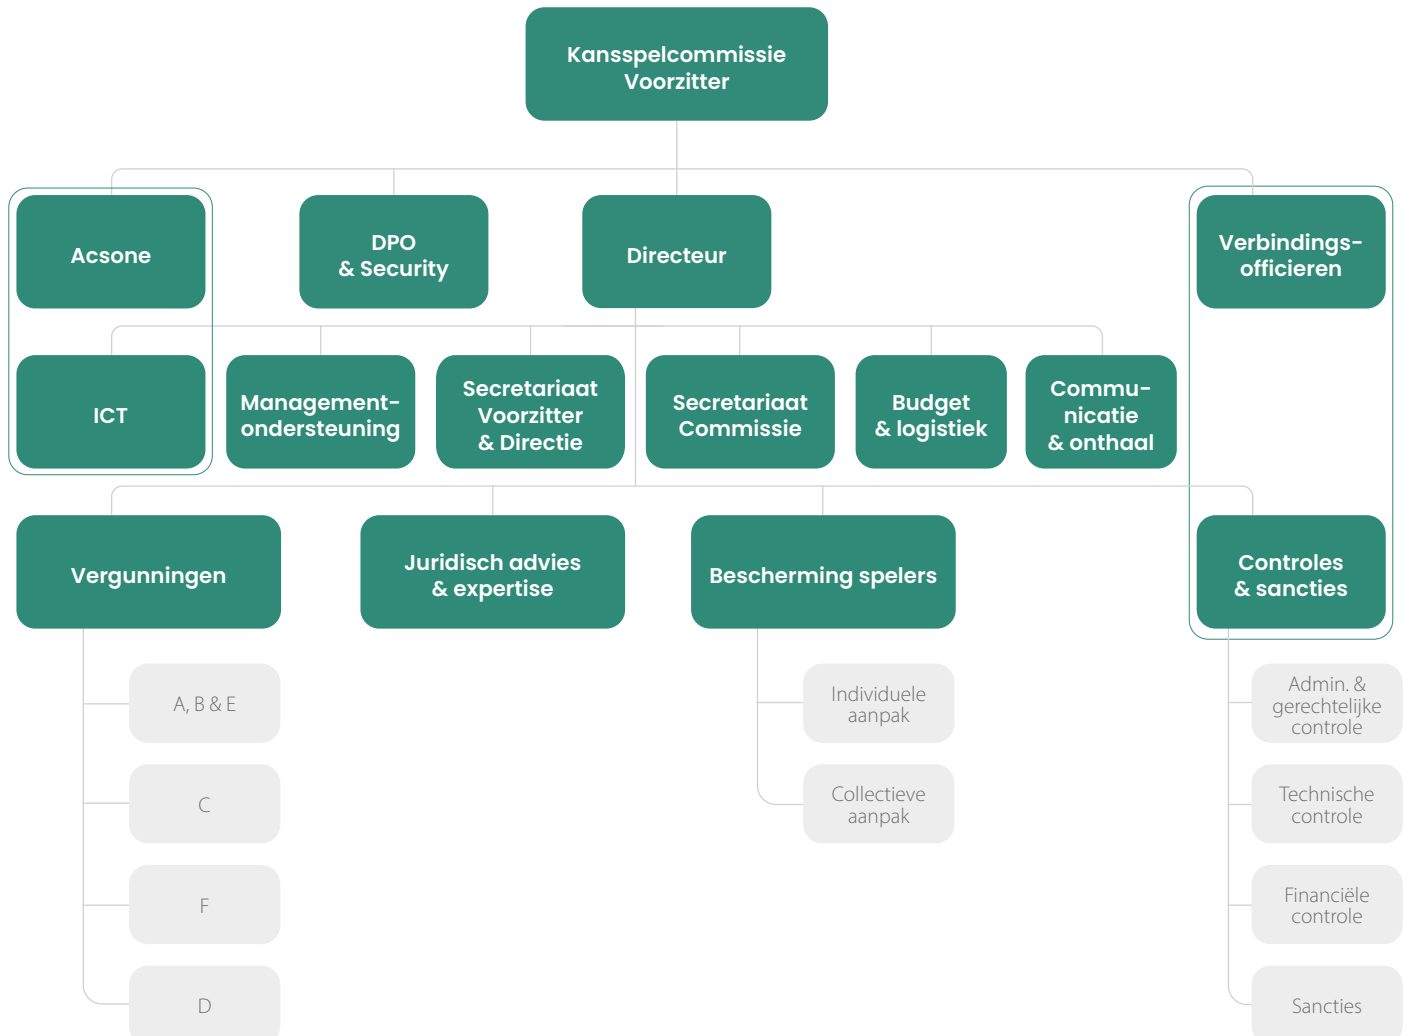 Kansspelcommissie
Voorzitter
Acsone
DPO
& Security
Directeur
Verbindings-
officieren
ICT
Management-
ondersteuning
Secretariaat
Voorzitter
& Directie
Secretariaat
Commissie
Budget
& logistiek
Commu-
nicatie
& onthaal
Vergunningen
Juridisch advies
& expertise
Bescherming spelers
Controles
& sancties
A, B & E
C
F
D
Individuele
aanpak
Collectieve
aanpak
Admin. &
gerechtelijke
controle
Technische
controle
Financiële
controle
Sancties